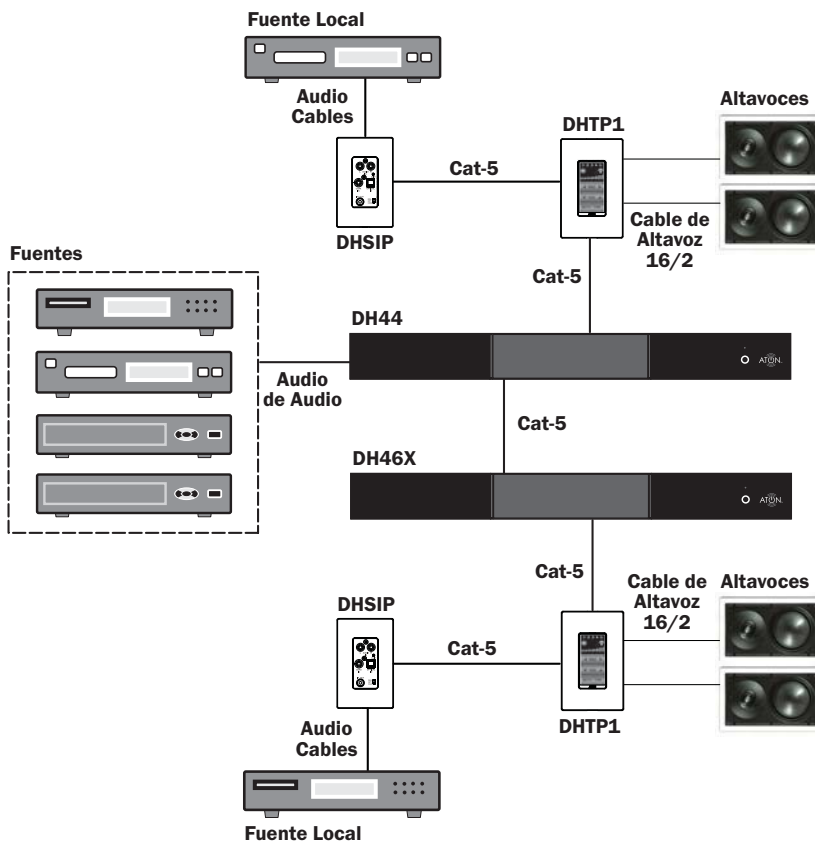 Fuente Local
Audio
Cables
Altavoces
DHTP1
Cat-5
DHSIP
Cable de
Altavoz
16/2
Fuentes
Cat-5
DH44
ATON.
Audio
de Audio
Cat-5
DH46X
ATON.
Cat-5
Cable de
Altavoz
16/2
Altavoces
DHSIP
Cat-5
DHTP1
Audio
Cables
Fuente Local